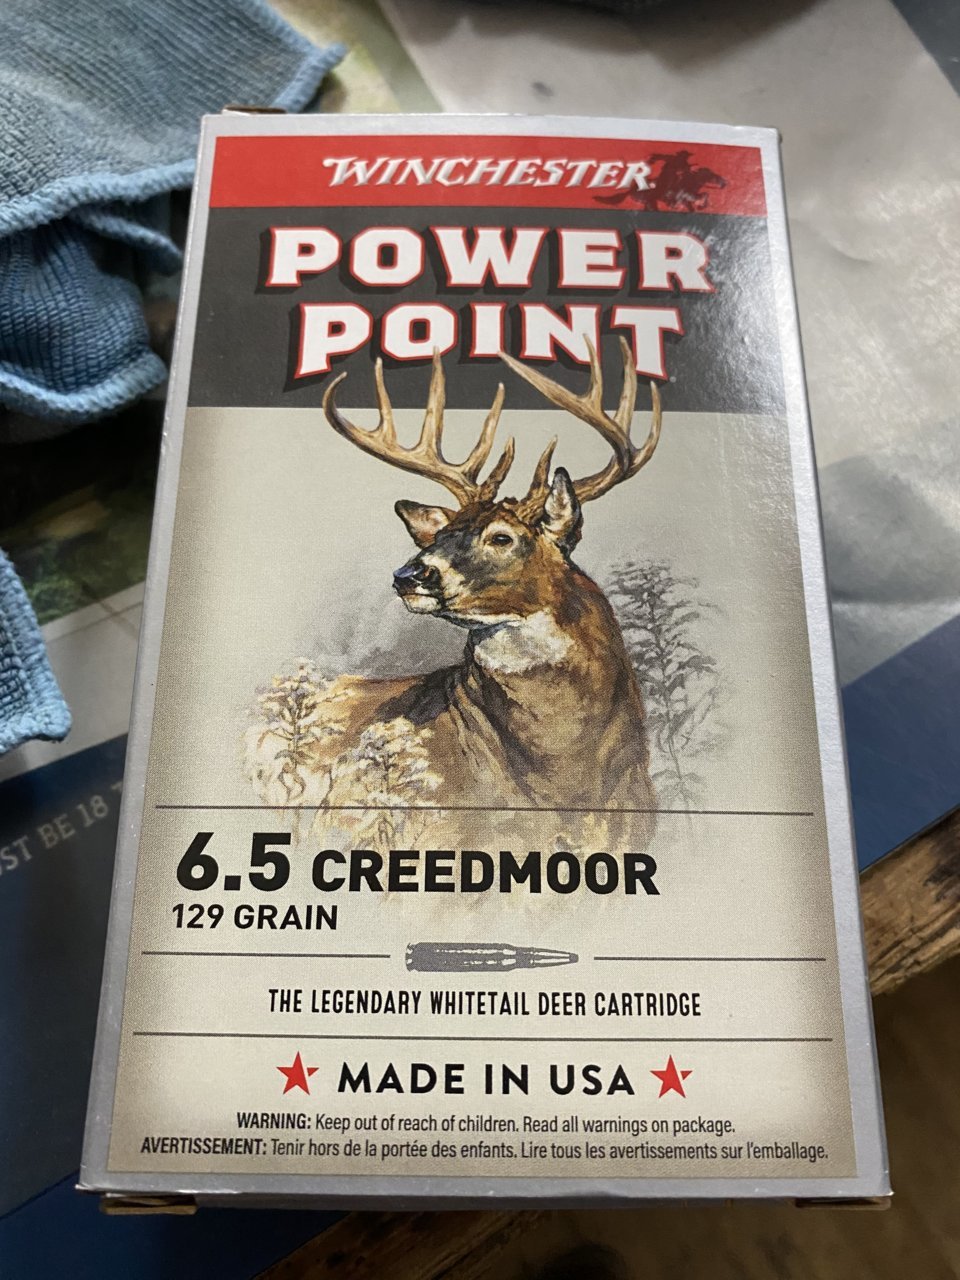 WINCHESTER
POWER
POINT
6.5 CREEDMOOR
129 GRAIN
THE LEGENDARY WHITETAIL DEER CARTRIDGE
MADE IN USA
WARNING: Keep out of reach of children. Read all warnings on package.
AVERTISSEMENT: Tenir hors de la portée des enfants. Lire tous les avertissements sur l'emballage.
BE 18